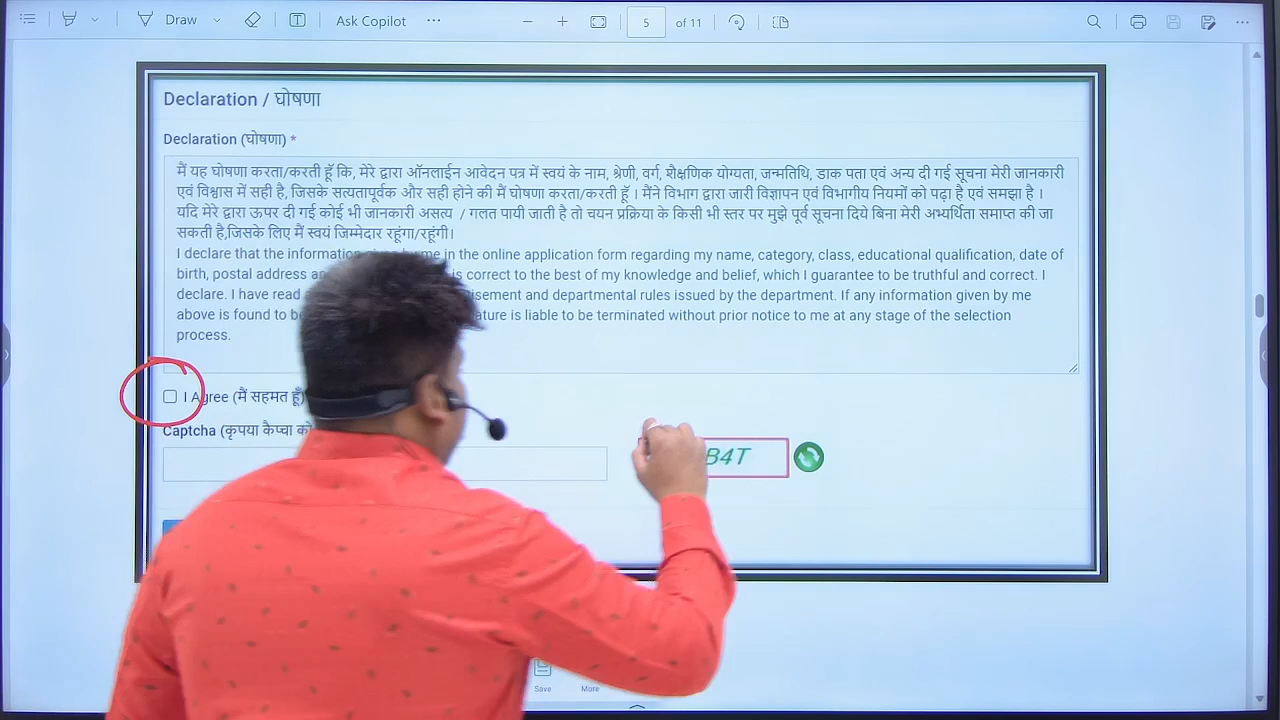 Draw
Ask Copilot
5 of 11
Declaration / घोषणा
Declaration (घोषणा) *
मैं यह घोषणा करता/करती हूँ कि, मेरे द्वारा ऑनलाईन आवेदन पत्र में स्वयं के नाम, श्रेणी, वर्ग, शैक्षणिक योग्यता, जन्मतिथि, डाक पता एवं अन्य दी गई सूचना मेरी जानकारी
एवं विश्वास में सही है, जिसके सत्यतापूर्वक और सही होने की मैं घोषणा करता/करती हूँ । मैंने विभाग द्वारा जारी विज्ञापन एवं विभागीय नियमों को पढ़ा है एवं समझा है ।
यदि मेरे द्वारा ऊपर दी गई कोई भी जानकारी असत्य / गलत पायी जाती है तो चयन प्रक्रिया के किसी भी स्तर पर मुझे पूर्व सूचना दिये बिना मेरी अभ्यर्थिता समाप्त की जा
सकती है,जिसके लिए मैं स्वयं जिम्मेदार रहूंगा/रहूंगी।
I declare that the information me in the online application form regarding my name, category, class, educational qualification, date of
birth, postal address is correct to the best of my knowledge and belief, which I guarantee to be truthful and correct. I
declare. I have read and departmental rules issued by the department. If any information given by me
above is found to is liable to be terminated without prior notice to me at any stage of the selection
process.
I Agree (मैं सहमत हूँ)
Captcha (कृपया कैप्चा
B4T
Save More